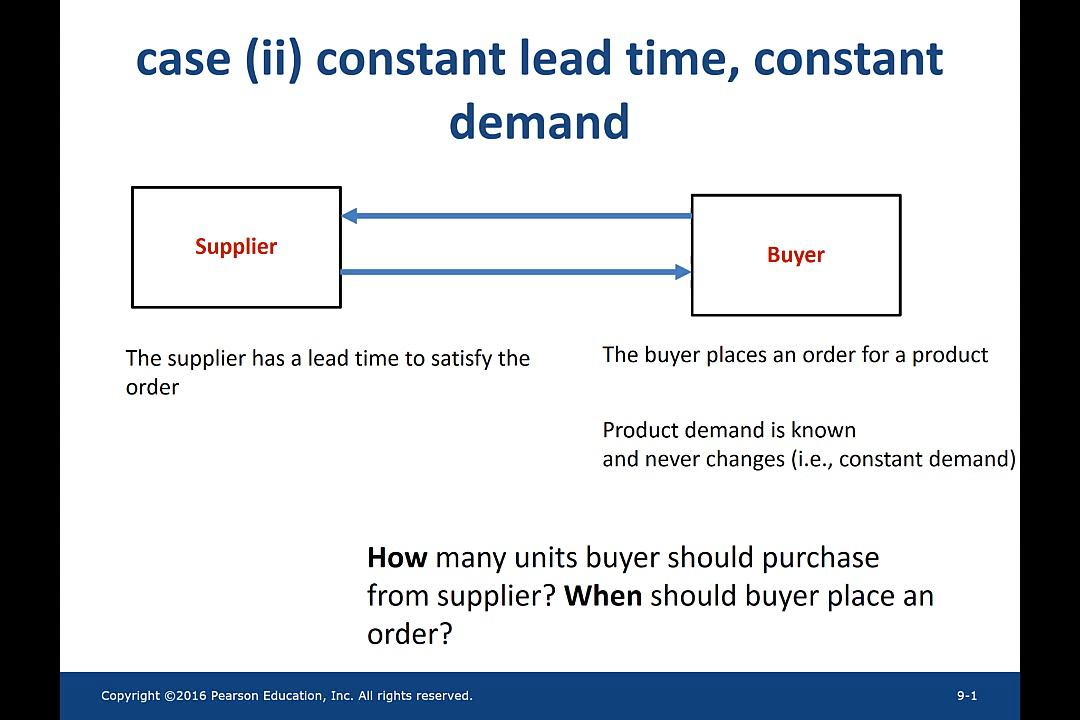 case (ii) constant lead time, constant
demand
Supplier
Buyer
The supplier has a lead time to satisfy the
order
The buyer places an order for a product
Product demand is known
and never changes (i.e., constant demand)
How many units buyer should purchase
from supplier? When should buyer place an
order?
Copyright ©2016 Pearson Education, Inc. All rights reserved.
9-1